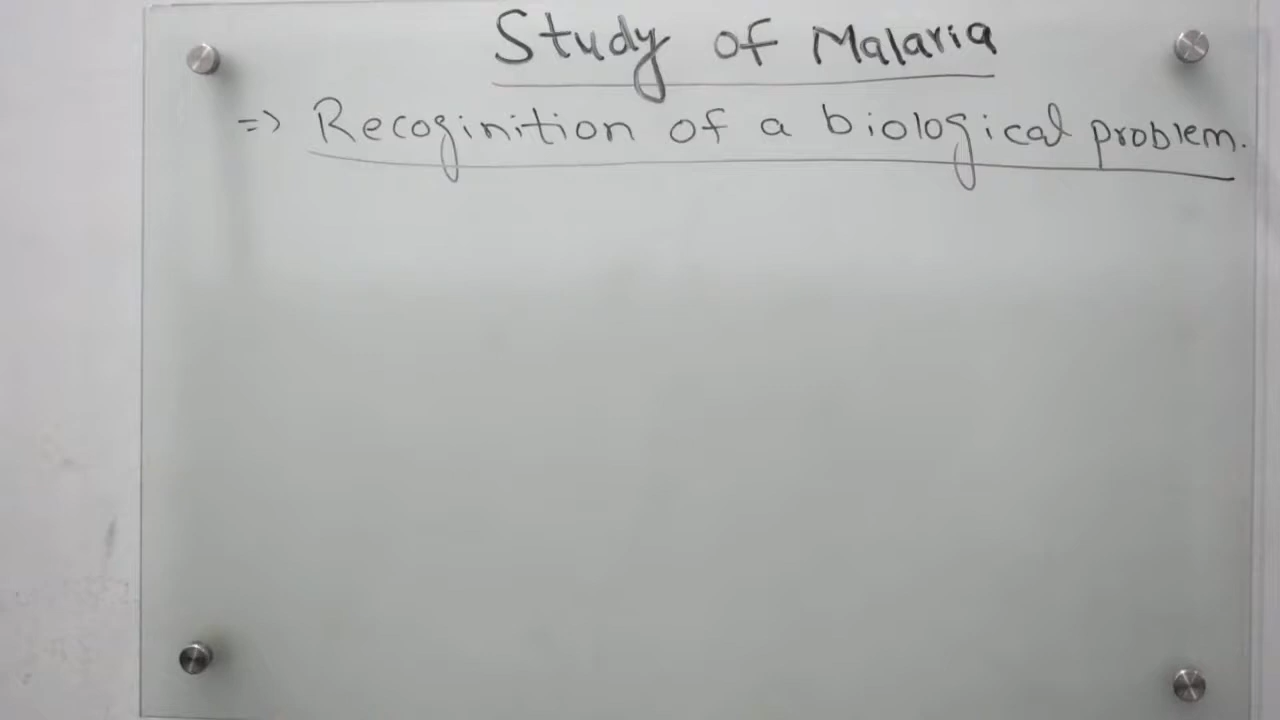 Study of Malaria
=> Recoginition of a biological problem.